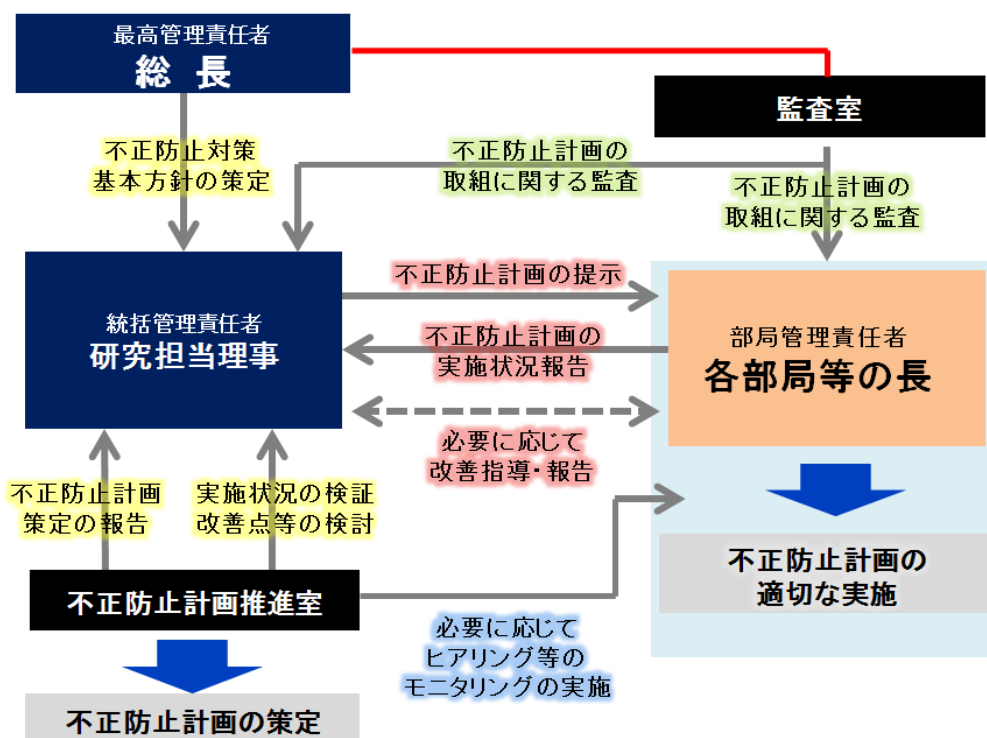 最高管理責任者
総 長
監査室
不正防止対策
基本方針の策定
不正防止計画の
取組に関する監査
不正防止計画の
取組に関する監査
不正防止計画の提示
統括管理責任者
研究担当理事
不正防止計画の
実施状況報告
部局管理責任者
各部局等の長
必要に応じて
改善指導・報告
不正防止計画
策定の報告
実施状況の検証
改善点等の検討
不正防止計画の
適切な実施
不正防止計画推進室
必要に応じて
ヒアリング等の
モニタリングの実施
不正防止計画の策定